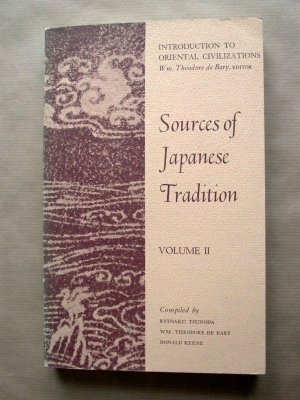 INTRODUCTION TO
ORIENTAL CIVILIZATIONS
Wm. Theodore de Bary, EDITOR
Sources of
Japanese
Tradition
VOLUME II
Compiled by
RYUSAKU TSUNODA
WM. THEODORE DE BARY
DONALD KEENE